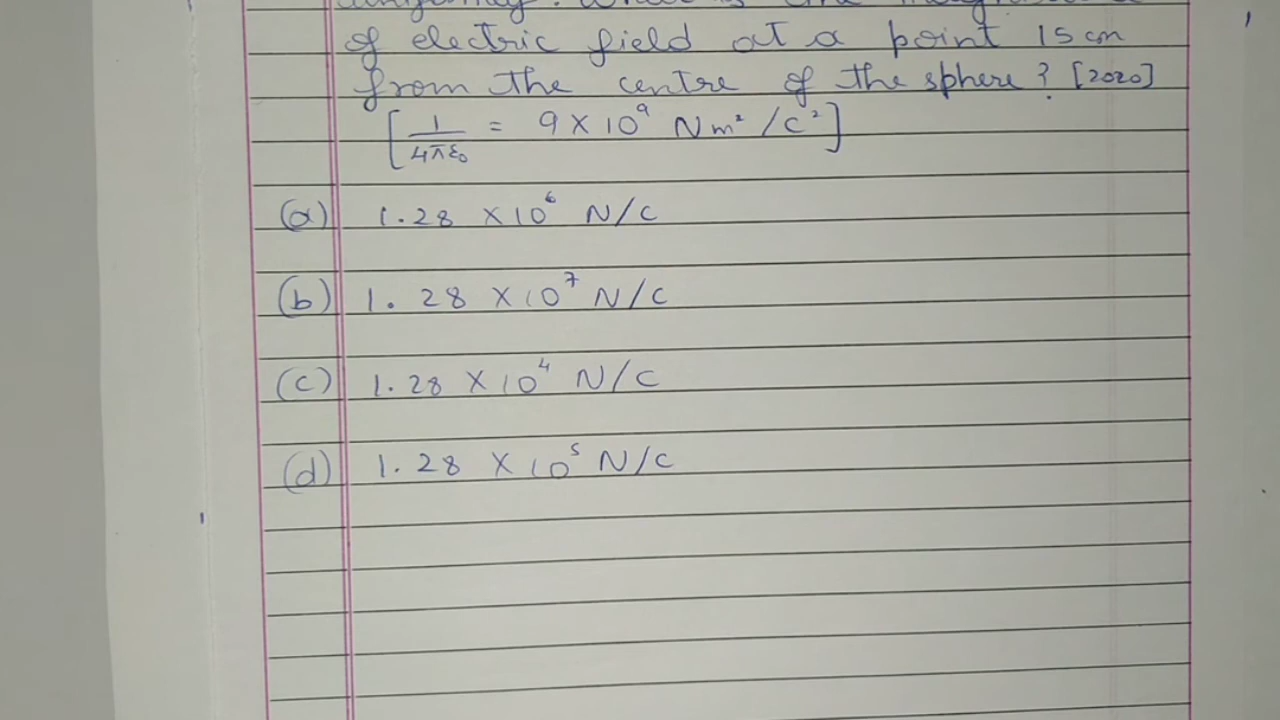 of electric field at a point 15 cm
from the centre of the sphere? [2020]
[1/4πε₀ = 9 × 10⁹ Nm²/C²]
(a) 1.28 × 10⁶ N/C
(b) 1.28 × 10⁷ N/C
(c) 1.28 × 10⁴ N/C
(d) 1.28 × 10⁵ N/C